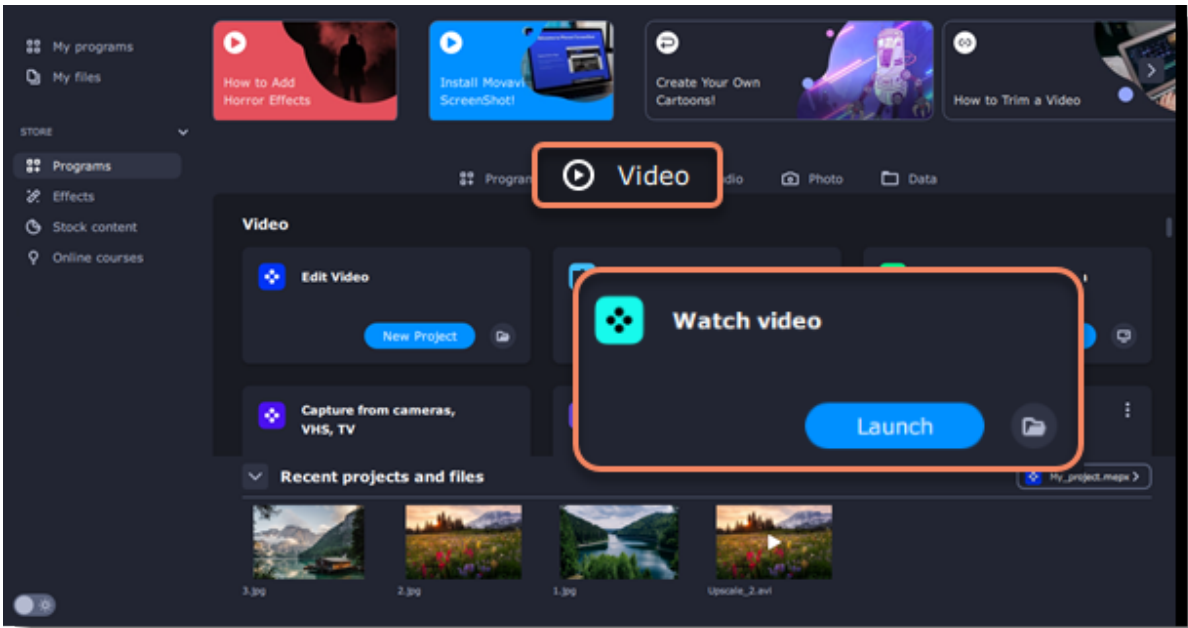 My programs
My files
STORE
Programs
Effects
Stock content
Online courses
How to Add
Horror Effects
Install Movavi
ScreenShot!
Create Your Own
Cartoons!
How to Trim a Video
Video
Photo
Data
Video
Edit Video
New Project
Watch video
Launch
Capture from cameras,
VHS, TV
Recent projects and files
My_project.mepx
3.jpg
2.jpg
1.jpg
Upscale_2.avi